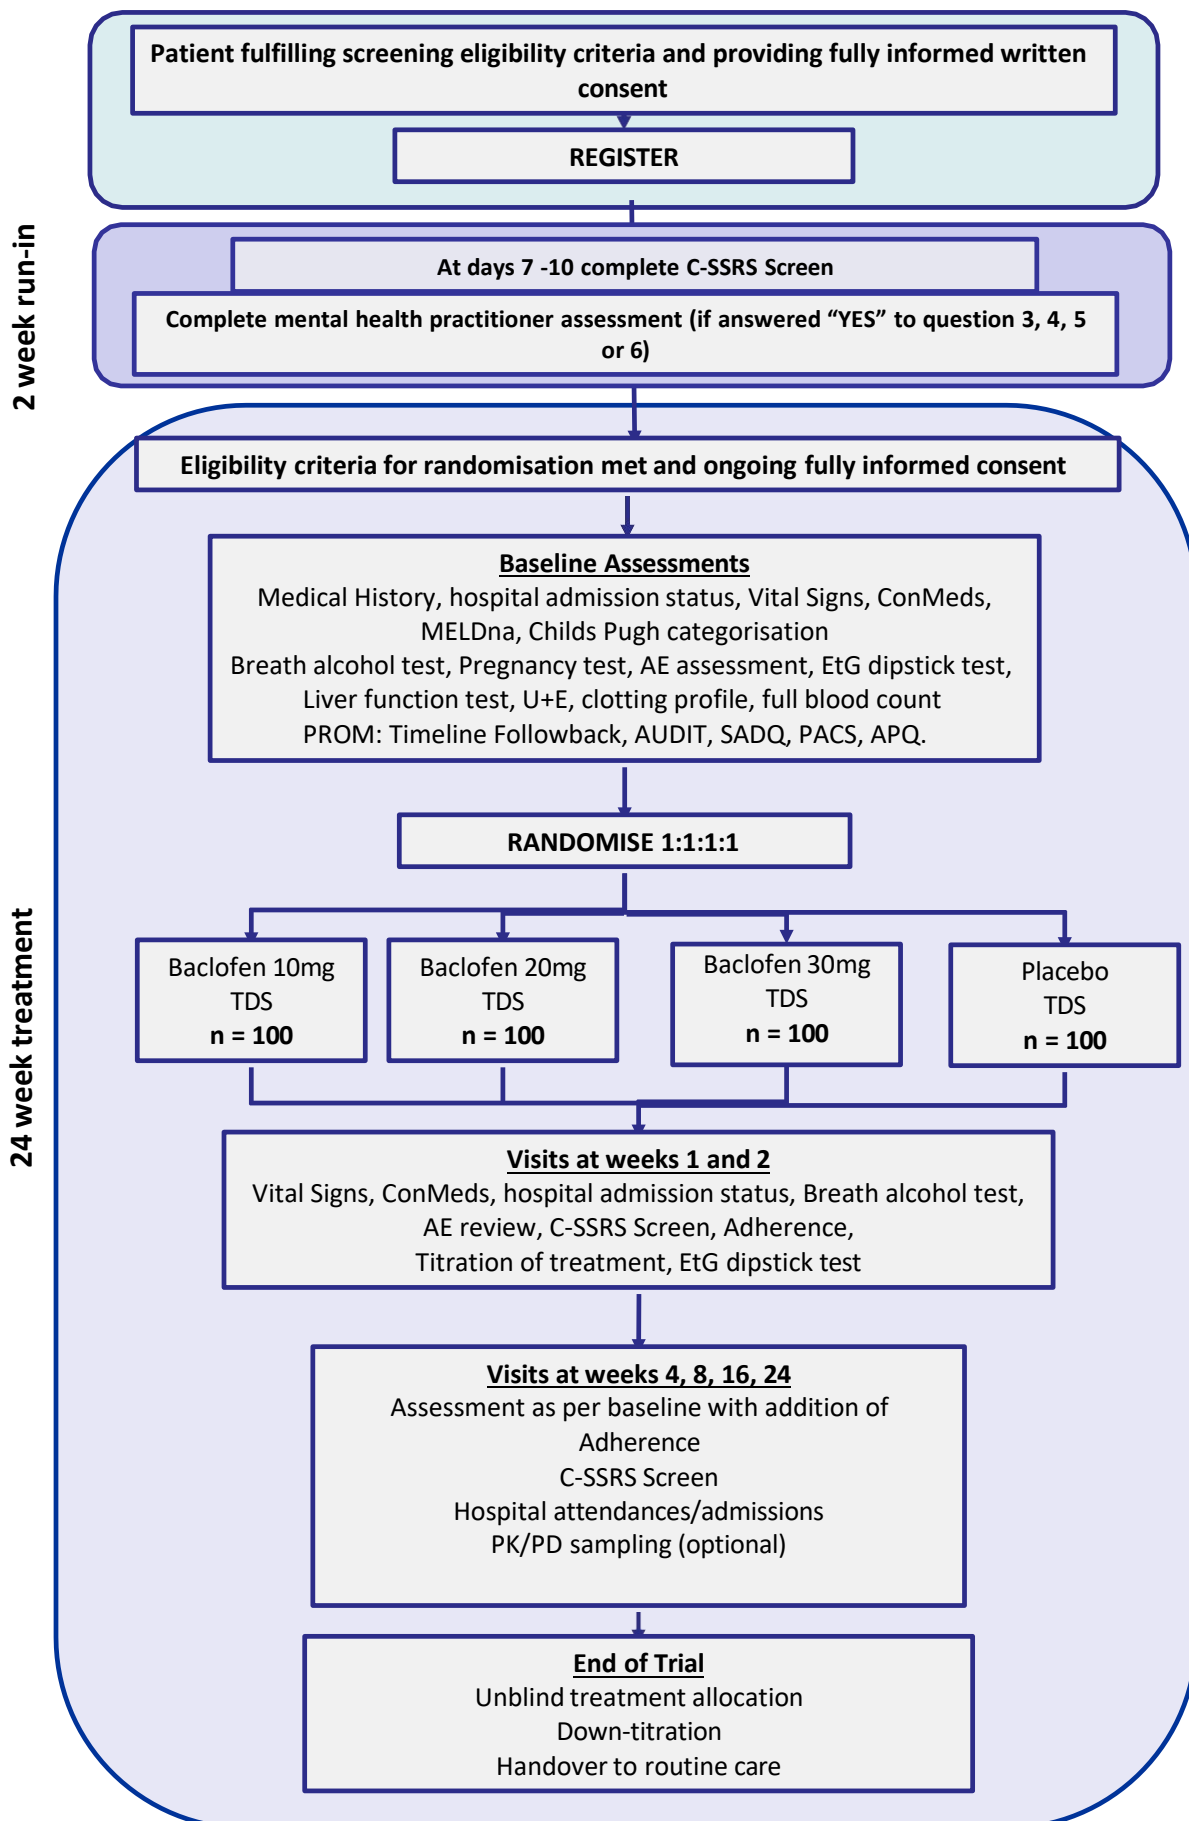 Patient fulfilling screening eligibility criteria and providing fully informed written
consent
REGISTER
2 week run-in
At days 7 -10 complete C-SSRS Screen
Complete mental health practitioner assessment (if answered “YES” to question 3, 4, 5
or 6)
Eligibility criteria for randomisation met and ongoing fully informed consent
24 week treatment
Baseline Assessments
Medical History, hospital admission status, Vital Signs, ConMeds,
MELDna, Childs Pugh categorisation
Breath alcohol test, Pregnancy test, AE assessment, EtG dipstick test,
Liver function test, U+E, clotting profile, full blood count
PROM: Timeline Followback, AUDIT, SADQ, PACS, APQ.
RANDOMISE 1:1:1:1
Baclofen 10mg
TDS
n = 100
Baclofen 20mg
TDS
n = 100
Baclofen 30mg
TDS
n = 100
Placebo
TDS
n = 100
Visits at weeks 1 and 2
Vital Signs, ConMeds, hospital admission status, Breath alcohol test,
AE review, C-SSRS Screen, Adherence,
Titration of treatment, EtG dipstick test
Visits at weeks 4, 8, 16, 24
Assessment as per baseline with addition of
Adherence
C-SSRS Screen
Hospital attendances/admissions
PK/PD sampling (optional)
End of Trial
Unblind treatment allocation
Down-titration
Handover to routine care